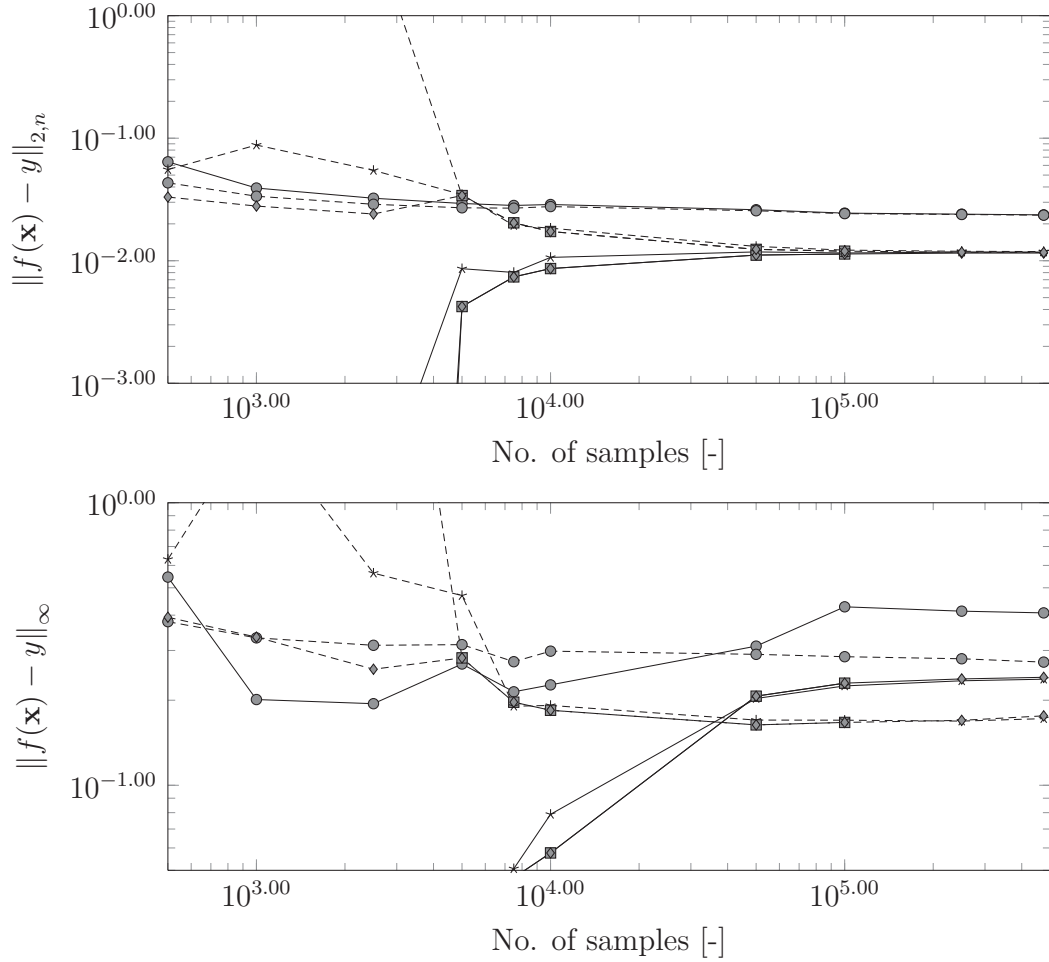 10^0.00
10^−1.00
10^−2.00
10^−3.00
||f(x) − y||_2,n
10^3.00 10^4.00 10^5.00
No. of samples [-]
10^0.00
10^−1.00
||f(x) − y||_∞
10^3.00 10^4.00 10^5.00
No. of samples [-]